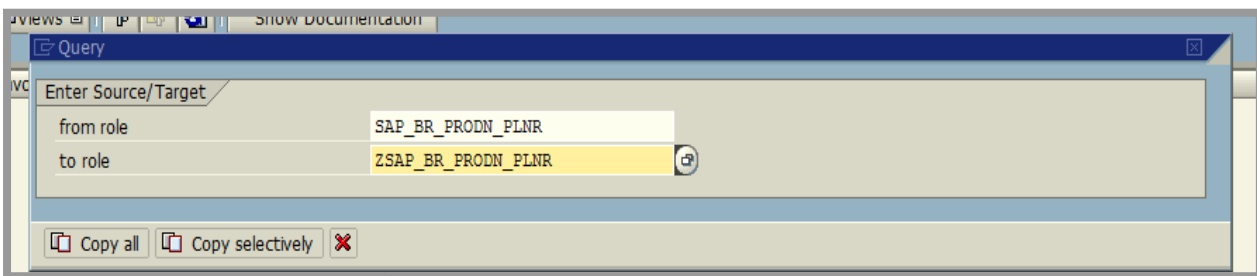 Show Documentation
Query
Enter Source/Target
from role SAP_BR_PRODN_PLNR
to role ZSAP_BR_PRODN_PLNR
Copy all Copy selectively